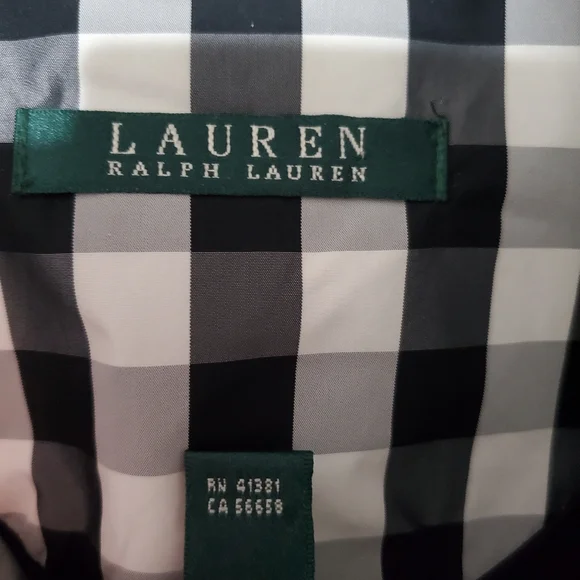 LAUREN
RALPH LAUREN
RN 41381
CA 56658